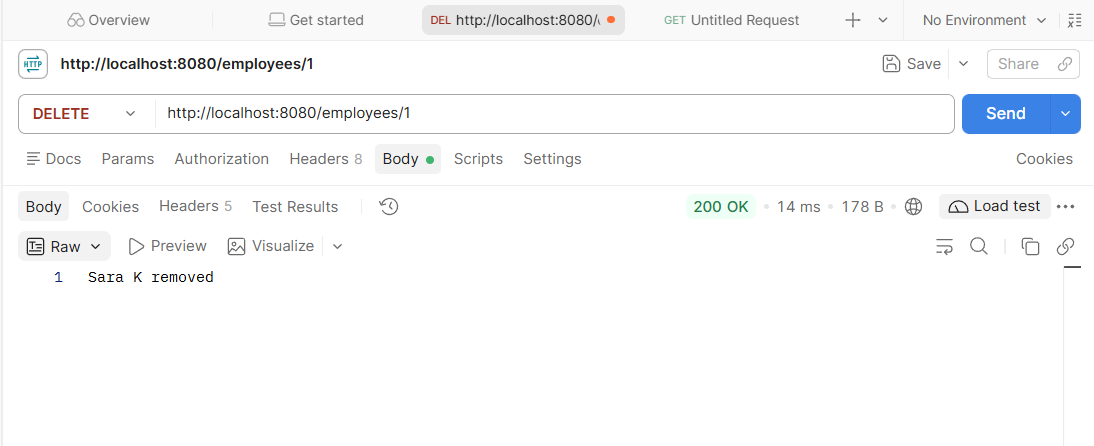 Overview Get started DEL http://localhost:8080/ GET Untitled Request No Environment
HTTP http://localhost:8080/employees/1 Save Share
DELETE http://localhost:8080/employees/1 Send
Docs Params Authorization Headers 8 Body Scripts Settings Cookies
Body Cookies Headers 5 Test Results 200 OK 14 ms 178 B Load test
Raw Preview Visualize
1 Sara K removed